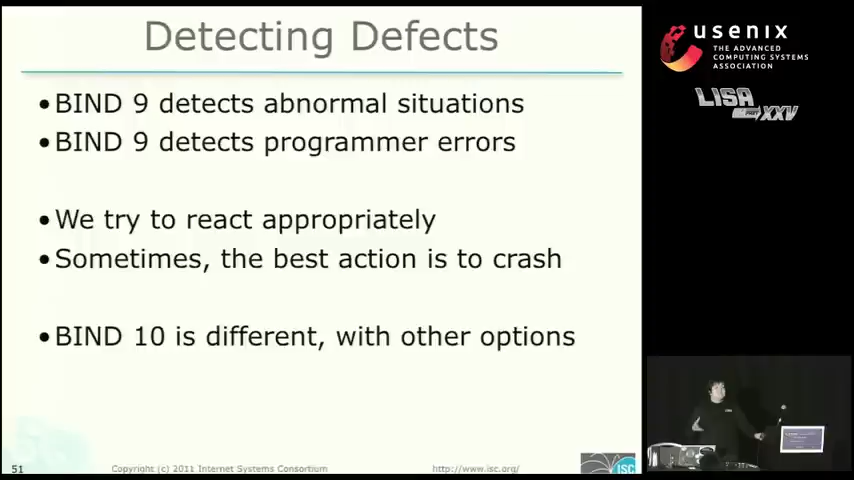 Detecting Defects
•BIND 9 detects abnormal situations
•BIND 9 detects programmer errors
•We try to react appropriately
•Sometimes, the best action is to crash
•BIND 10 is different, with other options
51
Copyright (c) 2011 Internet Systems Consortium
http://www.isc.org/
ISC
usenix
THE ADVANCED
COMPUTING SYSTEMS
ASSOCIATION
LISA
XXV